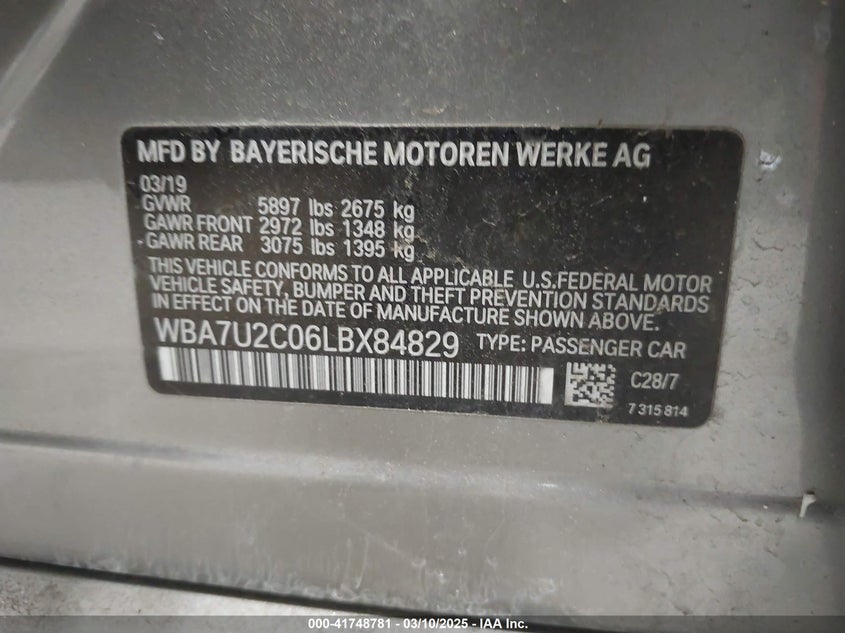 MFD BY BAYERISCHE MOTOREN WERKE AG
03/19
GVWR 5897 lbs 2675 kg
GAWR FRONT 2972 lbs 1348 kg
GAWR REAR 3075 lbs 1395 kg
THIS VEHICLE CONFORMS TO ALL APPLICABLE U.S.FEDERAL MOTOR
VEHICLE SAFETY, BUMPER AND THEFT PREVENTION STANDARDS
IN EFFECT ON THE DATE OF MANUFACTURE SHOWN ABOVE.
WBA7U2C06LBX84829 TYPE: PASSENGER CAR
C28/7
7 315 814
000-41748781 — 03/10/2025 — IAA Inc.